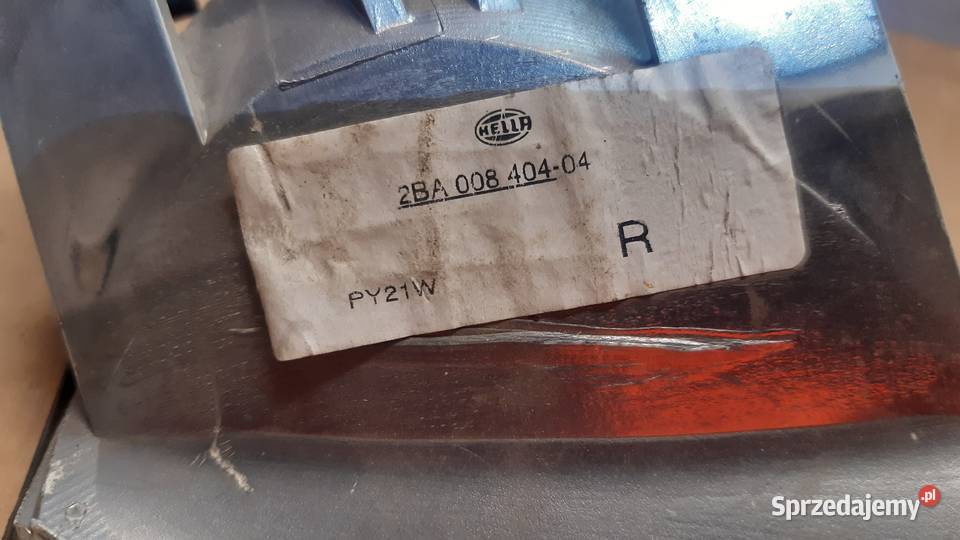 HELLA
2BA 008 404-04
R
PY21W
Sprzedajemy.pl